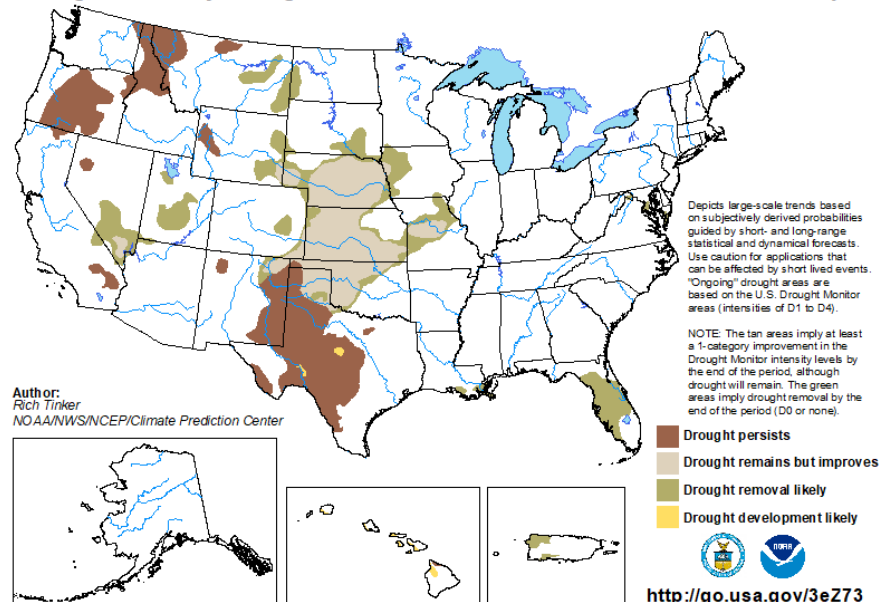 Depicts large-scale trends based
on subjectively derived probabilities
guided by short- and long-range
statistical and dynamical forecasts.
Use caution for applications that
can be affected by short lived events.
"Ongoing" drought areas are
based on the U.S. Drought Monitor
areas (intensities of D1 to D4).
NOTE: The tan areas imply at least
a 1-category improvement in the
Drought Monitor intensity levels by
the end of the period, although
drought will remain. The green
areas imply drought removal by the
end of the period (D0 or none).
Author:
Rich Tinker
NOAA/NWS/NCEP/Climate Prediction Center
Drought persists
Drought remains but improves
Drought removal likely
Drought development likely
NOAA
http://go.usa.gov/3eZ73